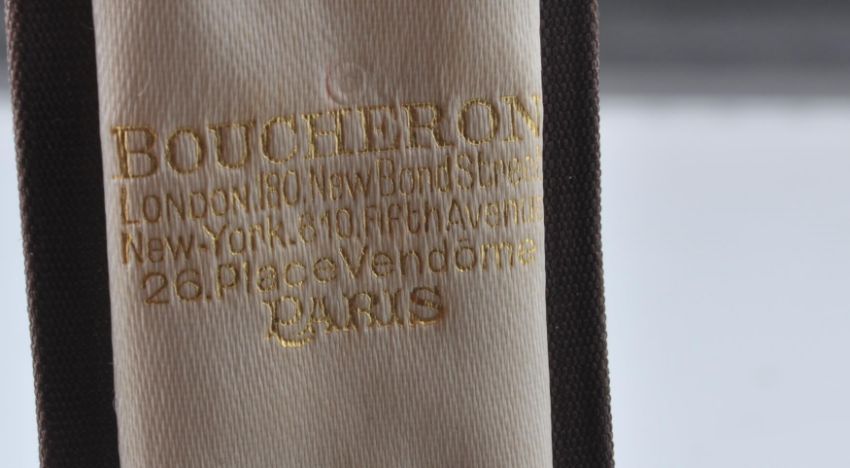 BOUCHERON
LONDON.180.New Bond Street
New-York.610.Fifth.Avenue
26.Place Vendôme
PARIS